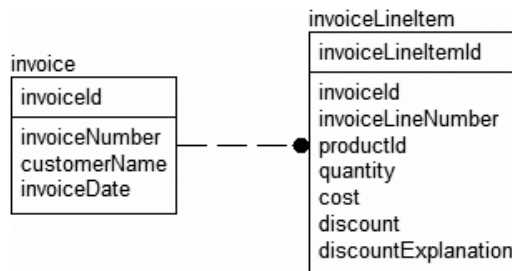 invoice
invoiceId
invoiceNumber
customerName
invoiceDate
invoiceLineItem
invoiceLineItemId
invoiceId
invoiceLineNumber
productId
quantity
cost
discount
discountExplanation